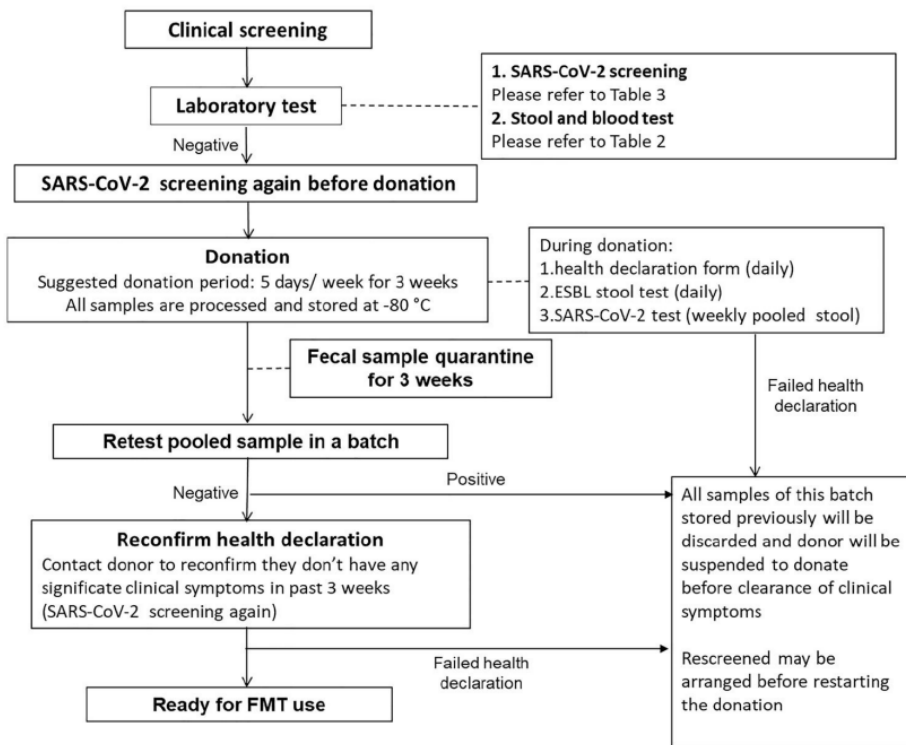 Clinical screening
Laboratory test
1. SARS-CoV-2 screening
Please refer to Table 3
2. Stool and blood test
Please refer to Table 2
Negative
SARS-CoV-2 screening again before donation
Donation
Suggested donation period: 5 days/ week for 3 weeks
All samples are processed and stored at -80 °C
During donation:
1.health declaration form (daily)
2.ESBL stool test (daily)
3.SARS-CoV-2 test (weekly pooled stool)
Fecal sample quarantine
for 3 weeks
Failed health
declaration
Retest pooled sample in a batch
Negative
Positive
Reconfirm health declaration
Contact donor to reconfirm they don't have any
significate clinical symptoms in past 3 weeks
(SARS-CoV-2 screening again)
All samples of this batch
stored previously will be
discarded and donor will be
suspended to donate
before clearance of clinical
symptoms
Rescreened may be
arranged before restarting
the donation
Failed health
declaration
Ready for FMT use